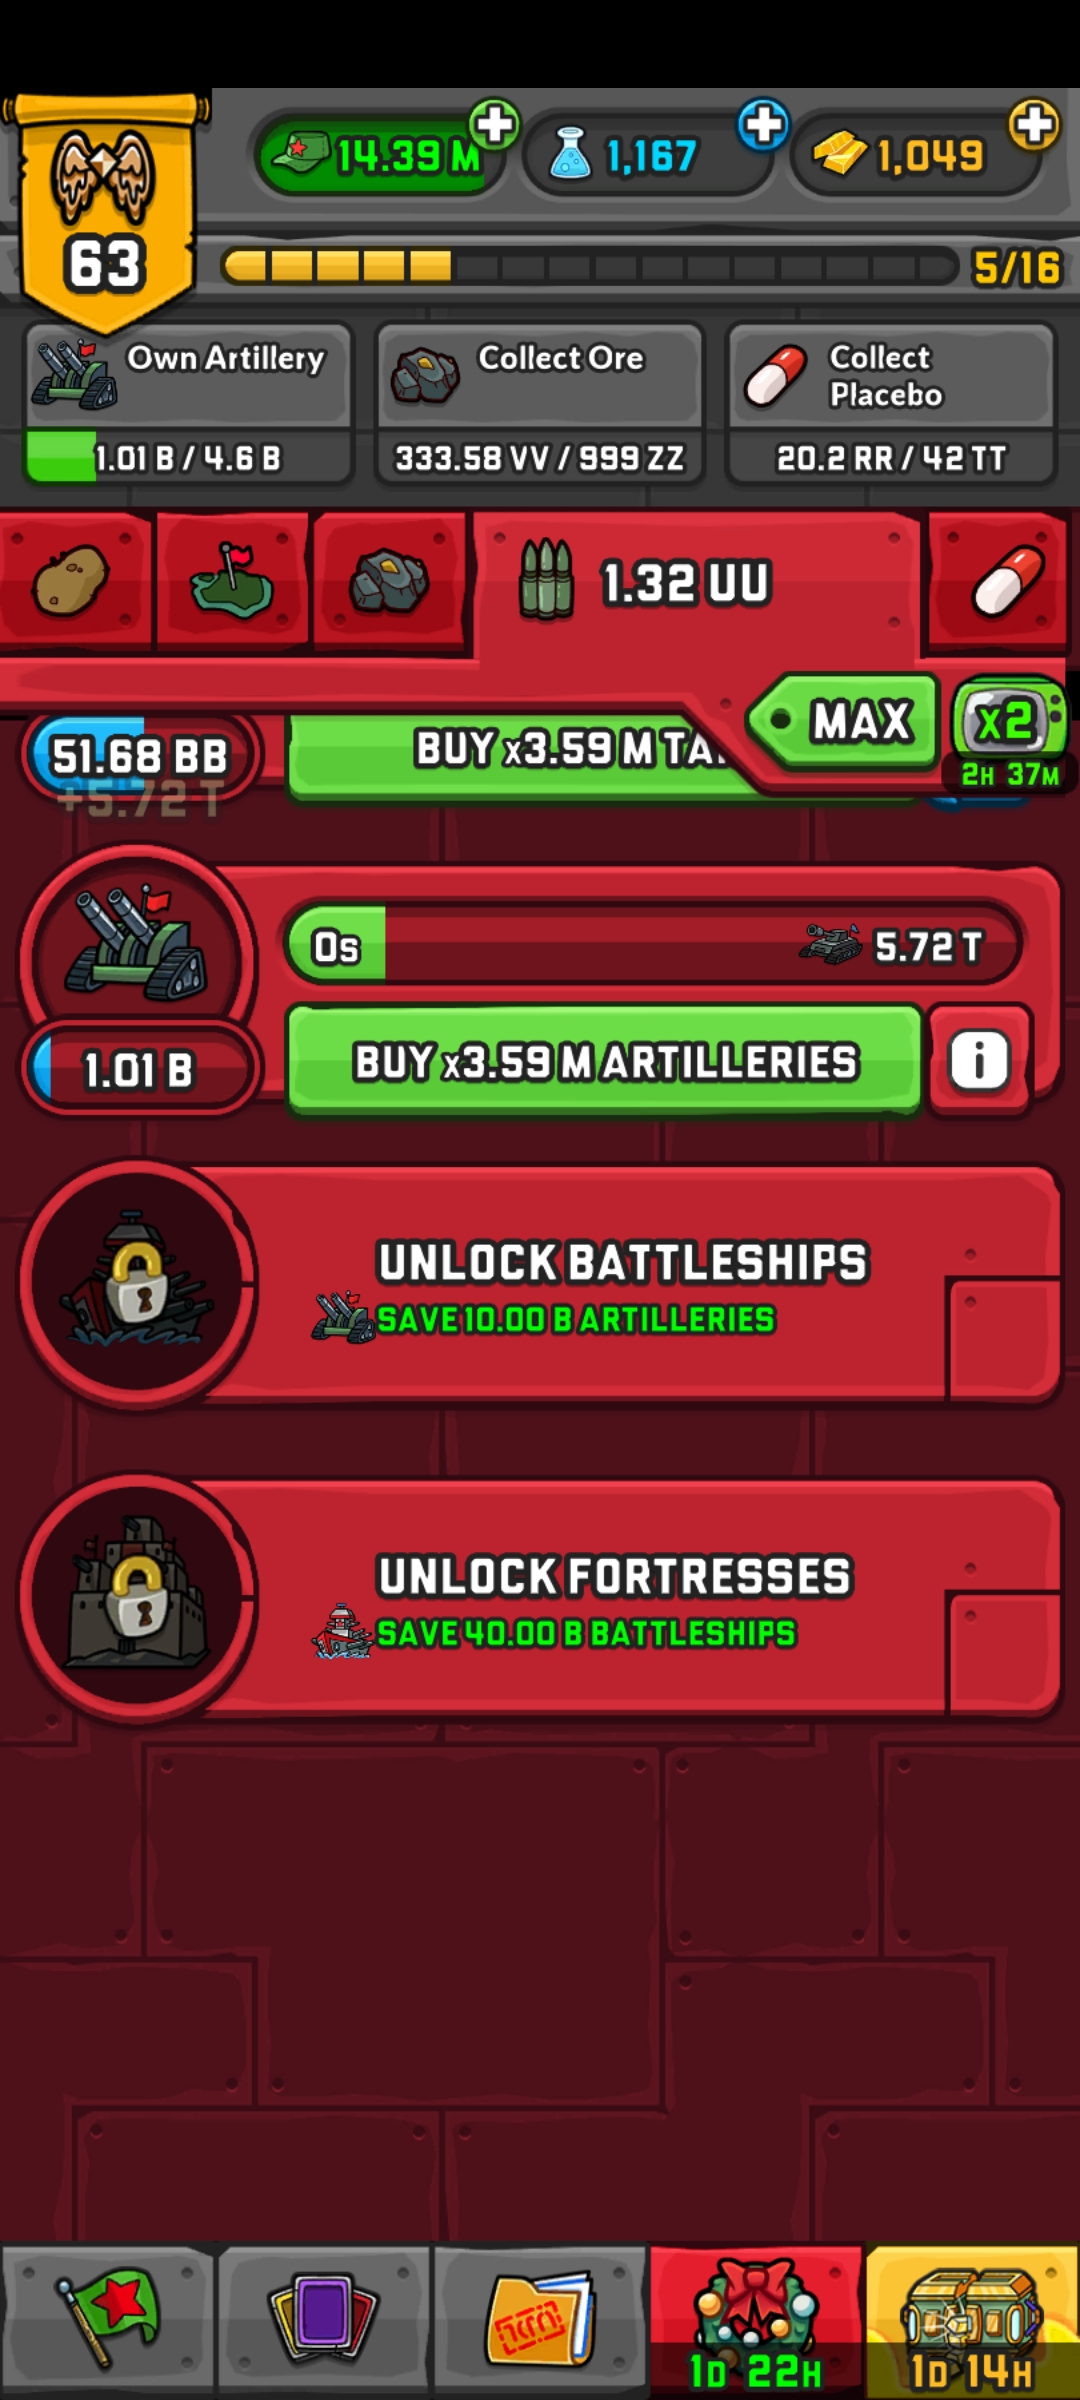 14.39 M
1,167
1,049
63
5/16
Own Artillery
1.01 B / 4.6 B
Collect Ore
333.58 VV / 999 ZZ
Collect
Placebo
20.2 RR / 42 TT
1.32 UU
MAX
x2
2H 37M
51.68 BB
+5.72 T
BUY x3.59 M TA
0s
5.72 T
1.01 B
BUY x3.59 M ARTILLERIES
i
UNLOCK BATTLESHIPS
SAVE 10.00 B ARTILLERIES
UNLOCK FORTRESSES
SAVE 40.00 B BATTLESHIPS
1D 22H
1D 14H